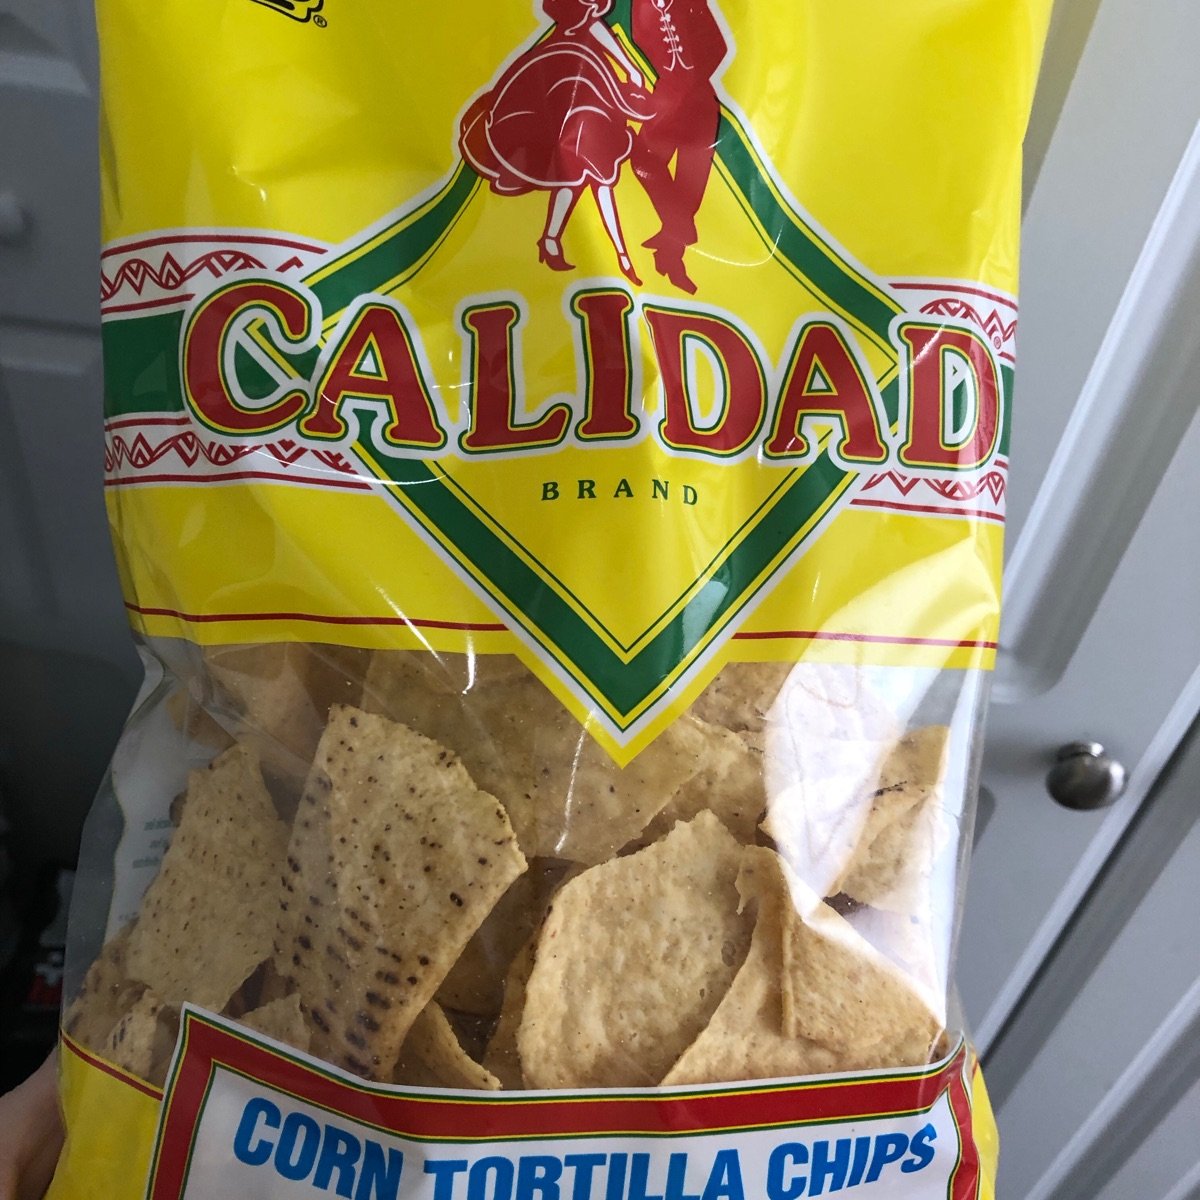 CALIDAD®
BRAND
CORN TORTILLA CHIPS